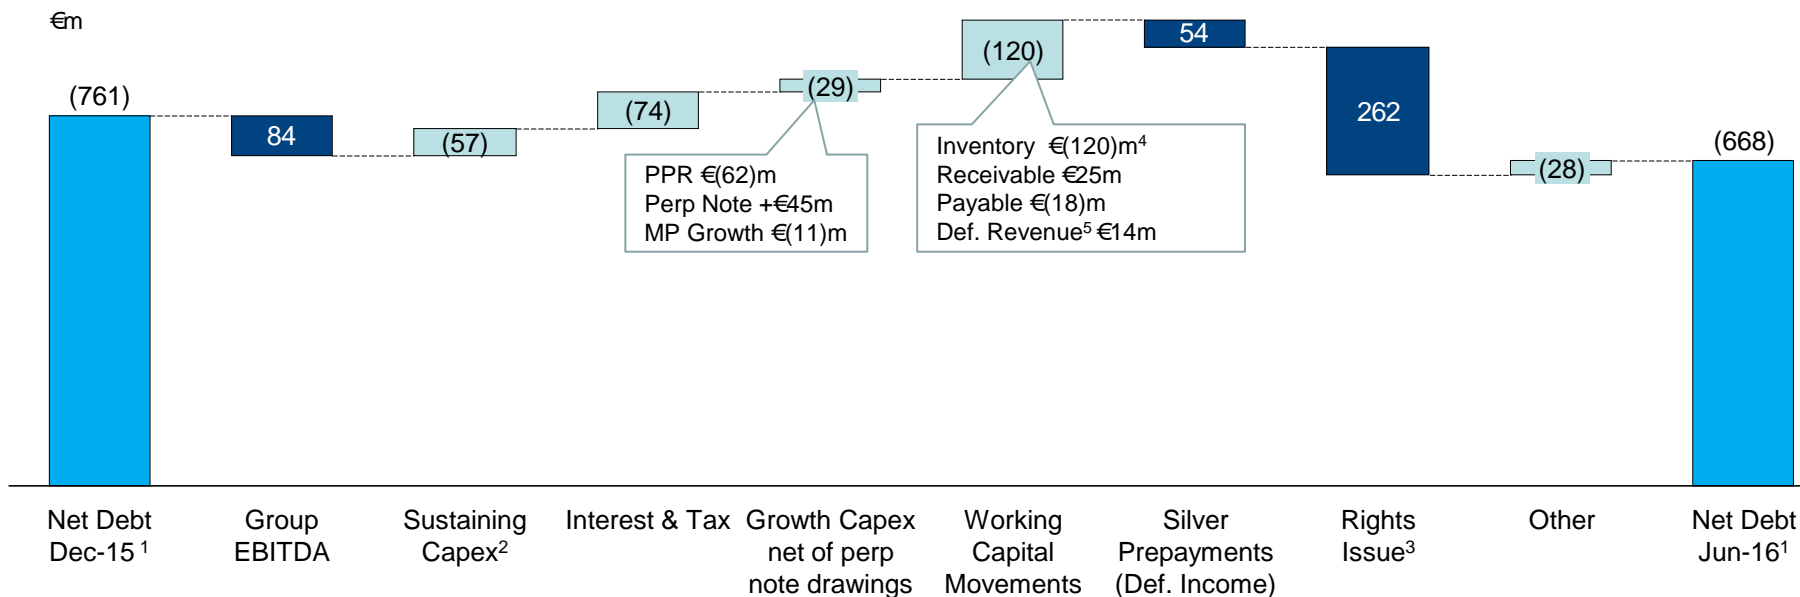 €m
(761)
84
(57)
(74)
(29)
(120)
54
262
(28)
(668)
PPR €(62)m
Perp Note +€45m
MP Growth €(11)m
Inventory €(120)m⁴
Receivable €25m
Payable €(18)m
Def. Revenue⁵ €14m
Net Debt
Dec-15 ¹
Group
EBITDA
Sustaining
Capex²
Interest & Tax
Growth Capex
net of perp
note drawings
Working
Capital
Movements
Silver
Prepayments
(Def. Income)
Rights
Issue³
Other
Net Debt
Jun-16¹